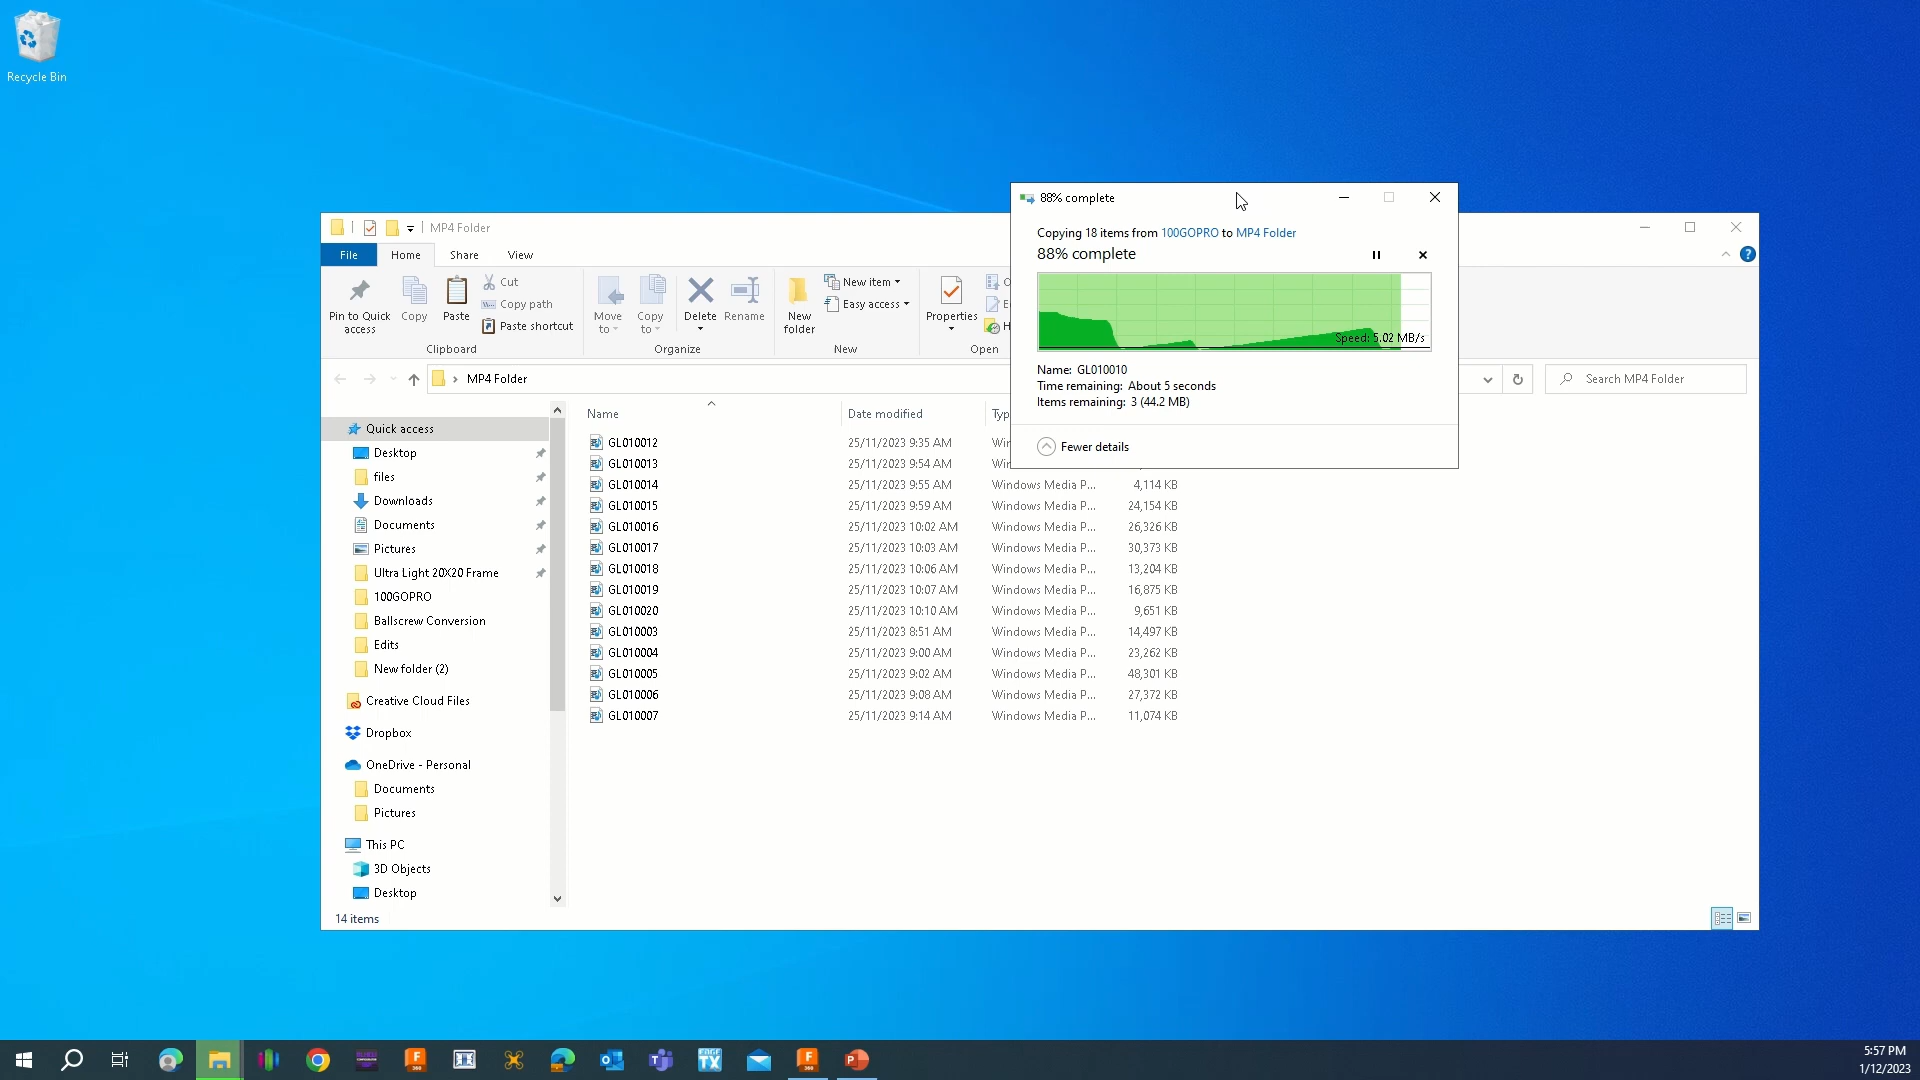 Recycle Bin
MP4 Folder
File Home Share View
Pin to Quick access
Copy
Paste
Cut
Copy path
Paste shortcut
Clipboard
Move to
Copy to
Delete
Rename
Organize
New folder
New item
Easy access
New
Properties
Open
MP4 Folder
Search MP4 Folder
88% complete
Copying 18 items from 100GOPRO to MP4 Folder
88% complete
Speed: 5.02 MB/s
Name: GL010010
Time remaining: About 5 seconds
Items remaining: 3 (44.2 MB)
Fewer details
Quick access
Desktop
files
Downloads
Documents
Pictures
Ultra Light 20X20 Frame
100GOPRO
Ballscrew Conversion
Edits
New folder (2)
Creative Cloud Files
Dropbox
OneDrive - Personal
Documents
Pictures
This PC
3D Objects
Desktop
Name Date modified Typ
GL010012 25/11/2023 9:35 AM Win
GL010013 25/11/2023 9:54 AM Win
GL010014 25/11/2023 9:55 AM Windows Media P... 4,114 KB
GL010015 25/11/2023 9:59 AM Windows Media P... 24,154 KB
GL010016 25/11/2023 10:02 AM Windows Media P... 26,326 KB
GL010017 25/11/2023 10:03 AM Windows Media P... 30,373 KB
GL010018 25/11/2023 10:06 AM Windows Media P... 13,204 KB
GL010019 25/11/2023 10:07 AM Windows Media P... 16,875 KB
GL010020 25/11/2023 10:10 AM Windows Media P... 9,651 KB
GL010003 25/11/2023 8:51 AM Windows Media P... 14,497 KB
GL010004 25/11/2023 9:00 AM Windows Media P... 23,262 KB
GL010005 25/11/2023 9:02 AM Windows Media P... 48,301 KB
GL010006 25/11/2023 9:08 AM Windows Media P... 27,372 KB
GL010007 25/11/2023 9:14 AM Windows Media P... 11,074 KB
14 items
5:57 PM
1/12/2023